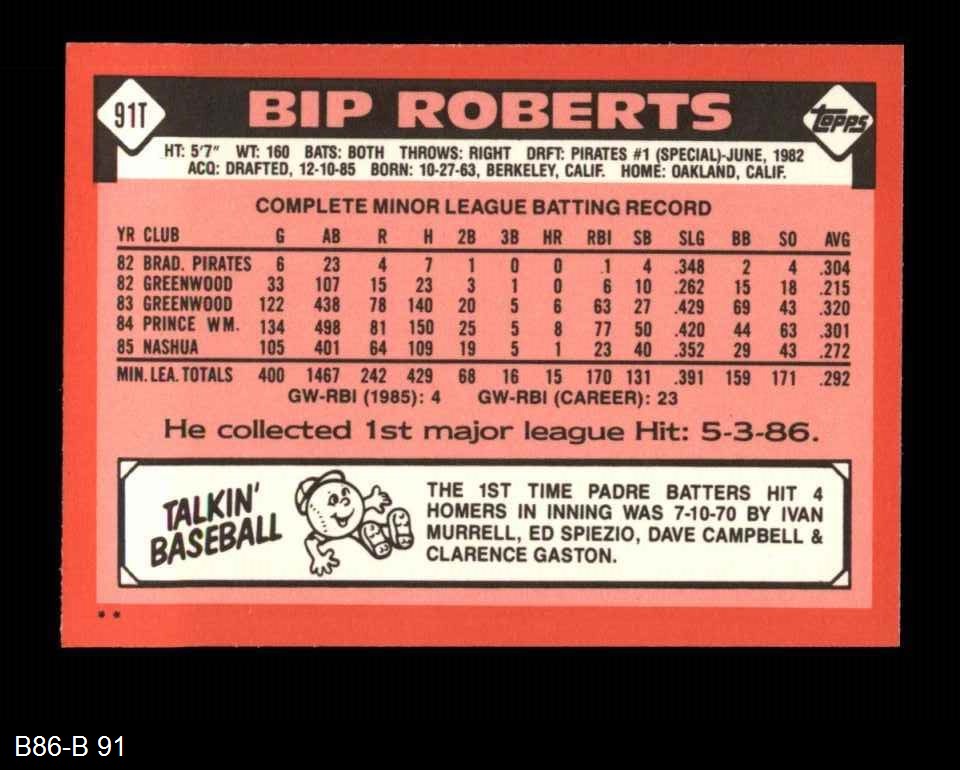 91T
BIP ROBERTS
TOPPS
HT: 5'7" WT: 160 BATS: BOTH THROWS: RIGHT DRFT: PIRATES #1 (SPECIAL)-JUNE, 1982
ACQ: DRAFTED, 12-10-85 BORN: 10-27-63, BERKELEY, CALIF. HOME: OAKLAND, CALIF.
COMPLETE MINOR LEAGUE BATTING RECORD
YR CLUB G AB R H 2B 3B HR RBI SB SLG BB SO AVG
82 BRAD. PIRATES 6 23 4 7 1 0 0 1 4 .348 2 4 .304
82 GREENWOOD 33 107 15 23 3 1 0 6 10 .262 15 18 .215
83 GREENWOOD 122 438 78 140 20 5 6 63 27 .429 69 43 .320
84 PRINCE WM. 134 498 81 150 25 5 8 77 50 .420 44 63 .301
85 NASHUA 105 401 64 109 19 5 1 23 40 .352 29 43 .272
MIN. LEA. TOTALS 400 1467 242 429 68 16 15 170 131 .391 159 171 .292
GW-RBI (1985): 4 GW-RBI (CAREER): 23
He collected 1st major league Hit: 5-3-86.
TALKIN'
BASEBALL
THE 1ST TIME PADRE BATTERS HIT 4
HOMERS IN INNING WAS 7-10-70 BY IVAN
MURRELL, ED SPIEZIO, DAVE CAMPBELL &
CLARENCE GASTON.
**
B86-B 91